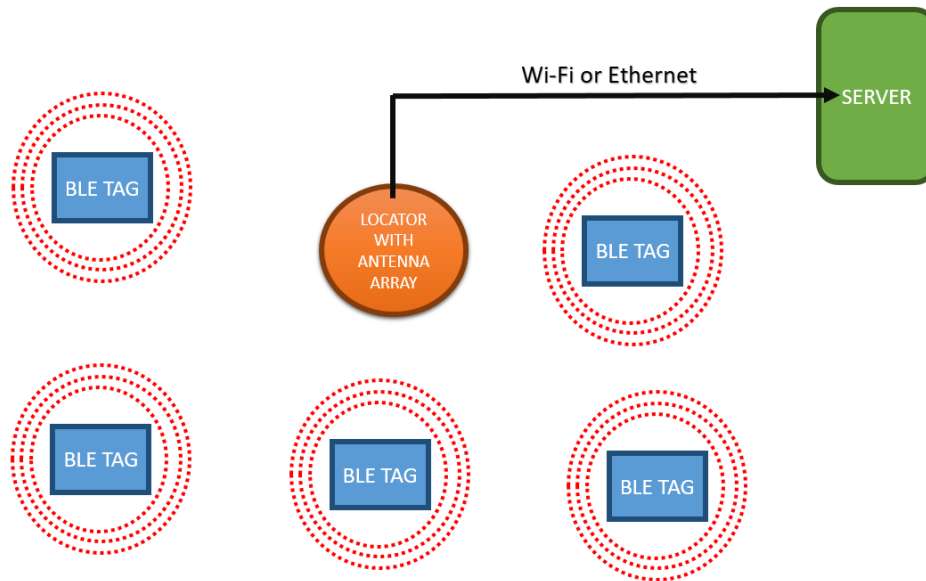 Wi-Fi or Ethernet
SERVER
BLE TAG
LOCATOR
WITH
ANTENNA
ARRAY
BLE TAG
BLE TAG
BLE TAG
BLE TAG